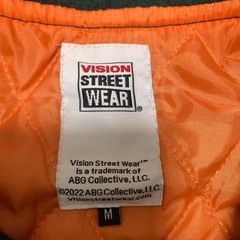 VISION
STREET
WEAR®
Vision Street Wear™
is a trademark of
ABG Collective, LLC.
©2022 ABG Collective, LLC.
visionstreetwear.com
M